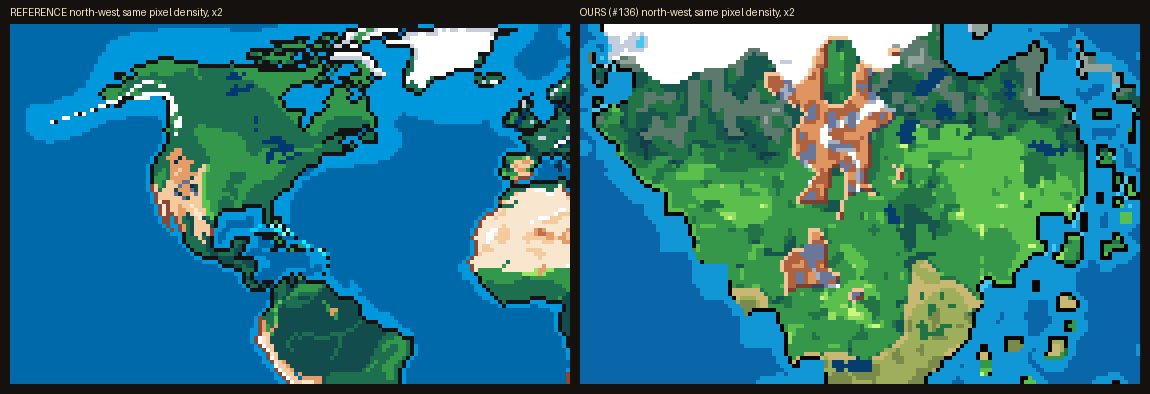 REFERENCE north-west, same pixel density, x2
OURS (#136) north-west, same pixel density, x2